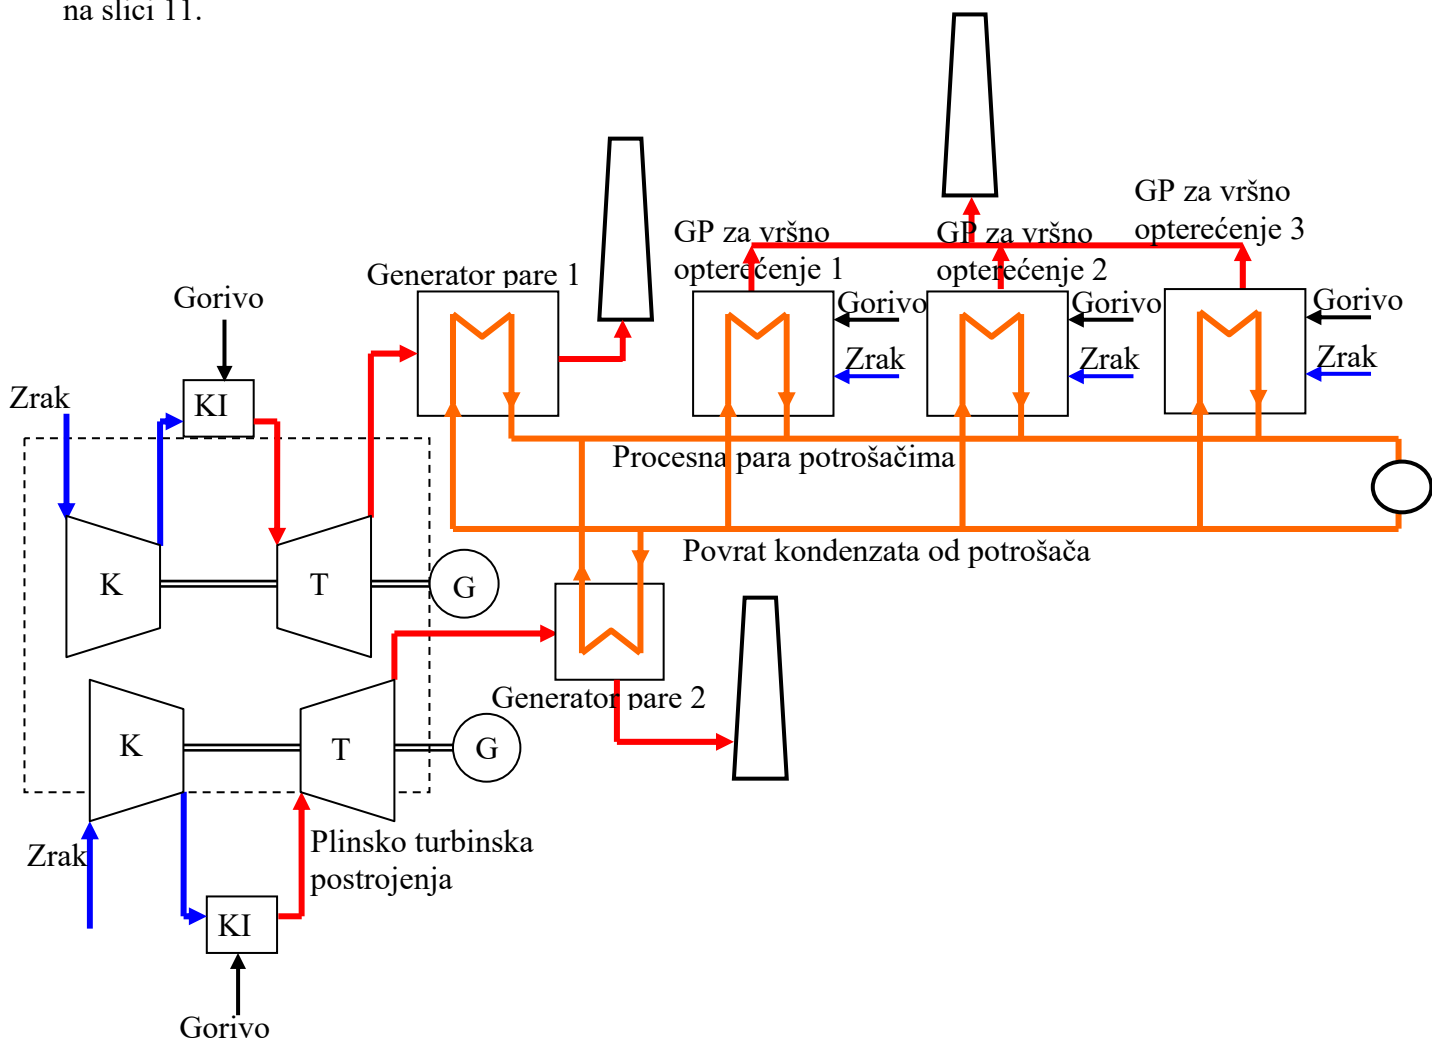 na slici 11.
GP za vršno
opterećenje 3
GP za vršno
opterećenje 1
GP za vršno
opterećenje 2
Generator pare 1
Gorivo
Gorivo
Gorivo
Gorivo
Zrak
Zrak
Zrak
Zrak
KI
Procesna para potrošačima
Povrat kondenzata od potrošača
K
T
G
Generator pare 2
K
T
G
Zrak
Plinsko turbinska
postrojenja
KI
Gorivo